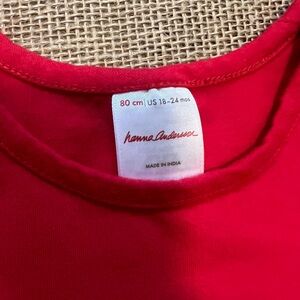 80 cm | US 18-24 mos
hanna andersson
MADE IN INDIA